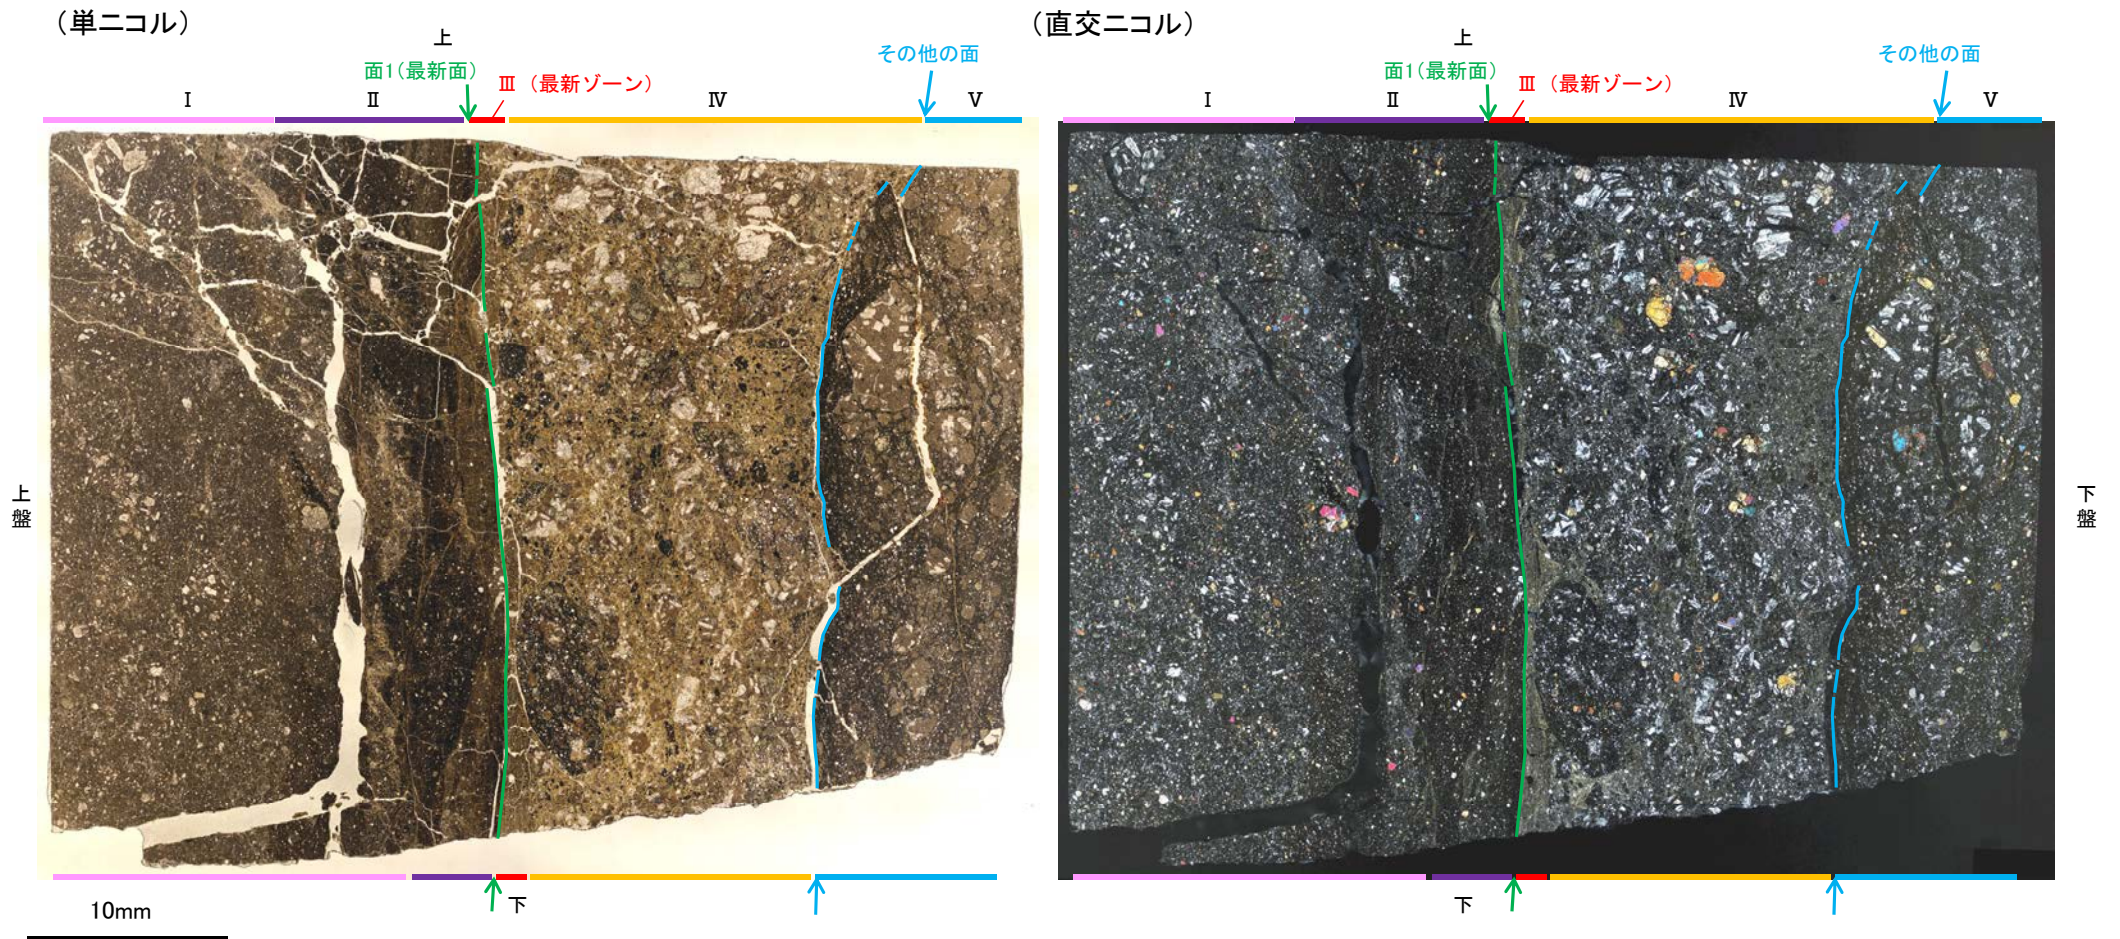 （単ニコル）
上
面1（最新面）
Ⅲ（最新ゾーン）
その他の面
Ⅰ
Ⅱ
Ⅳ
Ⅴ
上盤
下
10mm
（直交ニコル）
上
面1（最新面）
Ⅲ（最新ゾーン）
その他の面
Ⅰ
Ⅱ
Ⅳ
Ⅴ
下盤
下